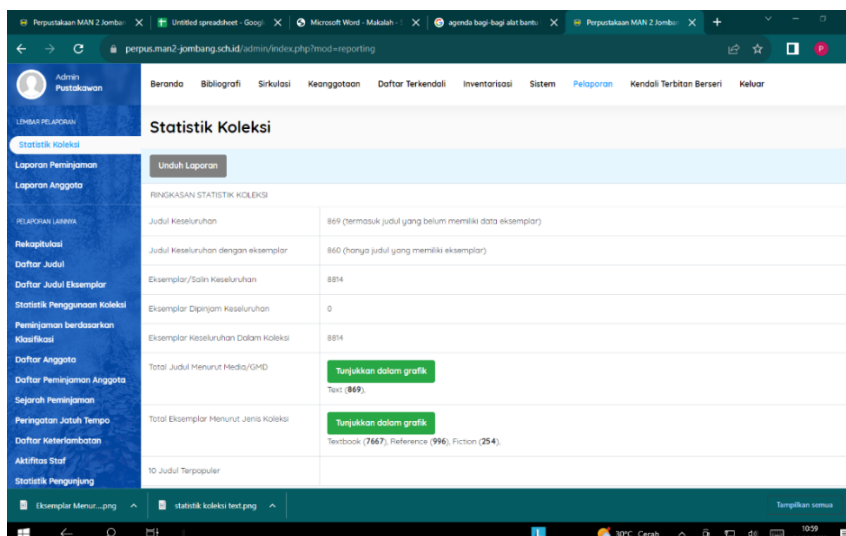 Perpustakaan MAN 2 Jomban
Untitled spreadsheet - Googl
Microsoft Word - Makalah -
agenda bagi-bagi alat bantu
Perpustakaan MAN 2 Jomban
perpus.man2-jombang.sch.id/admin/index.php?mod=reporting
P
Admin
Pustakawan
Beranda Bibliografi Sirkulasi Keanggotaan Daftar Terkendali Inventarisasi Sistem Pelaporan Kendali Terbitan Berseri Keluar
LEMBAR PELAPORAN
Statistik Koleksi
Laporan Peminjaman
Laporan Anggota
PELAPORAN LAINNYA
Rekapitulasi
Daftar Judul
Daftar Judul Eksemplar
Statistik Penggunaan Koleksi
Peminjaman berdasarkan
Klasifikasi
Daftar Anggota
Daftar Peminjaman Anggota
Sejarah Peminjaman
Peringatan Jatuh Tempo
Daftar Keterlambatan
Aktifitas Staf
Statistik Pengunjung
Statistik Koleksi
Unduh Laporan
RINGKASAN STATISTIK KOLEKSI
Judul Keseluruhan 869 (termasuk judul yang belum memiliki data eksemplar)
Judul Keseluruhan dengan eksemplar 860 (hanya judul yang memiliki eksemplar)
Eksemplar/Salin Keseluruhan 8814
Eksemplar Dipinjam Keseluruhan 0
Eksemplar Keseluruhan Dalam Koleksi 8814
Total Judul Menurut Media/GMD Tunjukkan dalam grafik
Text (869),
Total Eksemplar Menurut Jenis Koleksi Tunjukkan dalam grafik
Textbook (7667), Reference (996), Fiction (254),
10 Judul Terpopuler
Eksemplar Menur....png
statistik koleksi text.png
Tampilkan semua
30°C Cerah
10:59